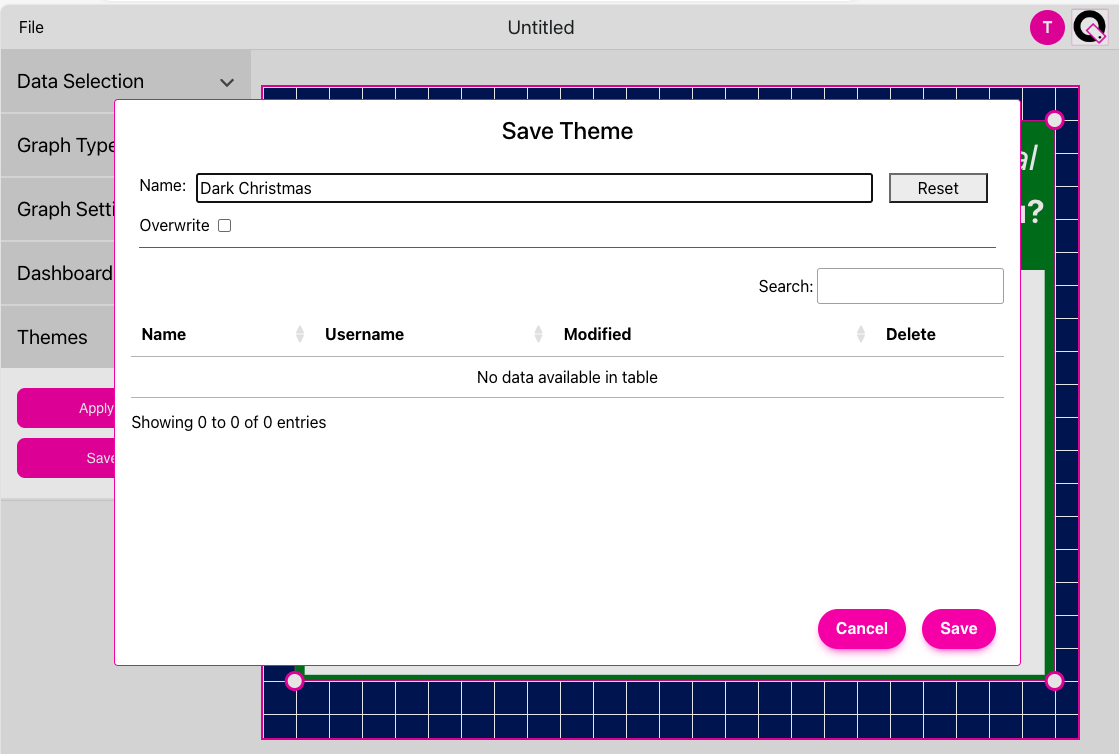 File
Untitled
T
Data Selection
Graph Type
Graph Setti
Dashboard
Themes
Apply
Save
Save Theme
Name: Dark Christmas Reset
Overwrite
Search:
Name Username Modified Delete
No data available in table
Showing 0 to 0 of 0 entries
Cancel Save
al
?